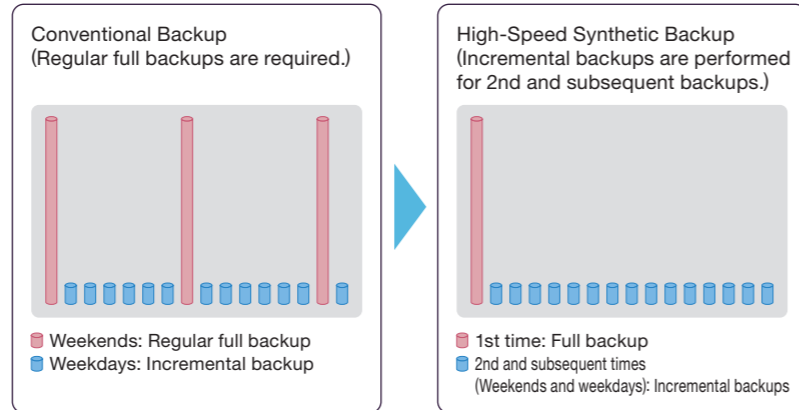 Conventional Backup
(Regular full backups are required.)
Weekends: Regular full backup
Weekdays: Incremental backup
High-Speed Synthetic Backup
(Incremental backups are performed
for 2nd and subsequent backups.)
1st time: Full backup
2nd and subsequent times
(Weekends and weekdays): Incremental backups